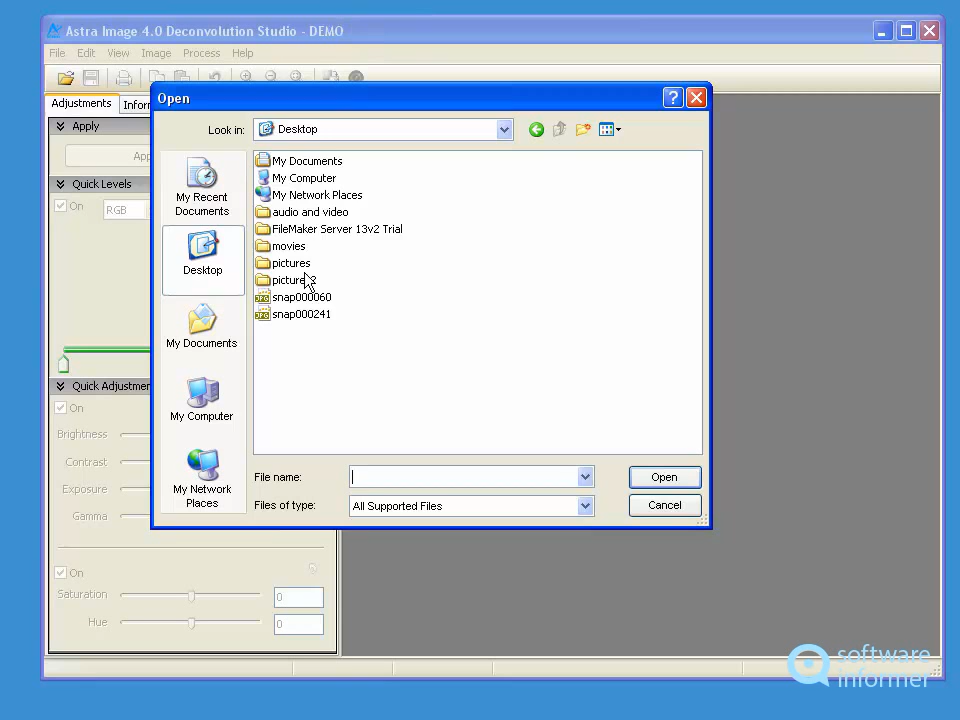 Astra Image 4.0 Deconvolution Studio - DEMO
File Edit View Image Process Help
Adjustments
Open
Look in: Desktop
Apply
Quick Levels
On RGB
My Recent
Documents
Desktop
My Documents
My Computer
My Network
Places
My Documents
My Computer
My Network Places
audio and video
FileMaker Server 13v2 Trial
movies
pictures
snap000060
snap000241
File name:
Open
Files of type: All Supported Files
Cancel
On
Brightness
Contrast
Exposure
Gamma
On
Saturation 0
Hue 0
software
informer